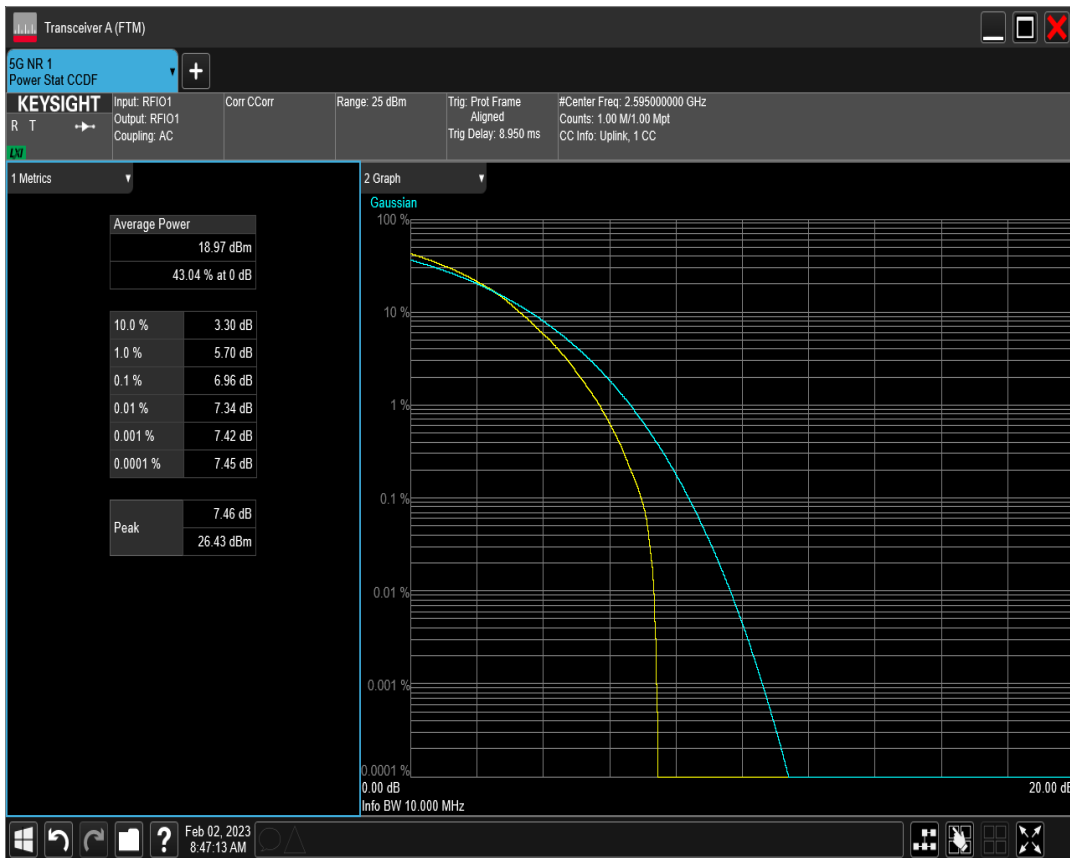 Transceiver A (FTM)
5G NR 1
Power Stat CCDF
+
KEYSIGHT
R T
LXI
Input: RFIO1
Output: RFIO1
Coupling: AC
Corr CCorr
Range: 25 dBm
Trig: Prot Frame
Aligned
Trig Delay: 8.950 ms
#Center Freq: 2.595000000 GHz
Counts: 1.00 M/1.00 Mpt
CC Info: Uplink, 1 CC
1 Metrics
Average Power
18.97 dBm
43.04 % at 0 dB
10.0 % 3.30 dB
1.0 % 5.70 dB
0.1 % 6.96 dB
0.01 % 7.34 dB
0.001 % 7.42 dB
0.0001 % 7.45 dB
Peak
7.46 dB
26.43 dBm
2 Graph
Gaussian
100 %
10 %
1 %
0.1 %
0.01 %
0.001 %
0.0001 %
0.00 dB 20.00 dB
Info BW 10.000 MHz
?
Feb 02, 2023
8:47:13 AM